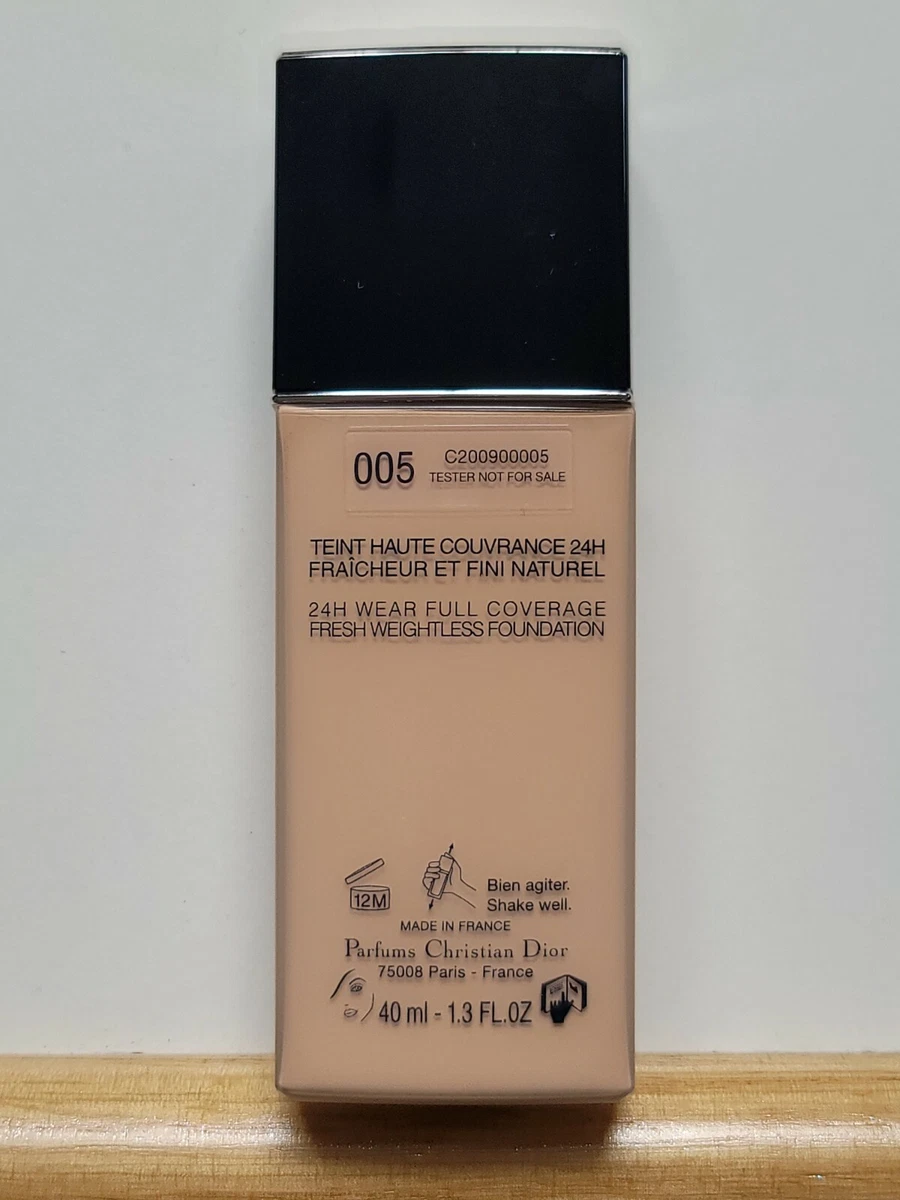 005
C200900005
TESTER NOT FOR SALE
TEINT HAUTE COUVRANCE 24H
FRAÎCHEUR ET FINI NATUREL
24H WEAR FULL COVERAGE
FRESH WEIGHTLESS FOUNDATION
12M
Bien agiter.
Shake well.
MADE IN FRANCE
Parfums Christian Dior
75008 Paris - France
40 ml - 1.3 FL.OZ